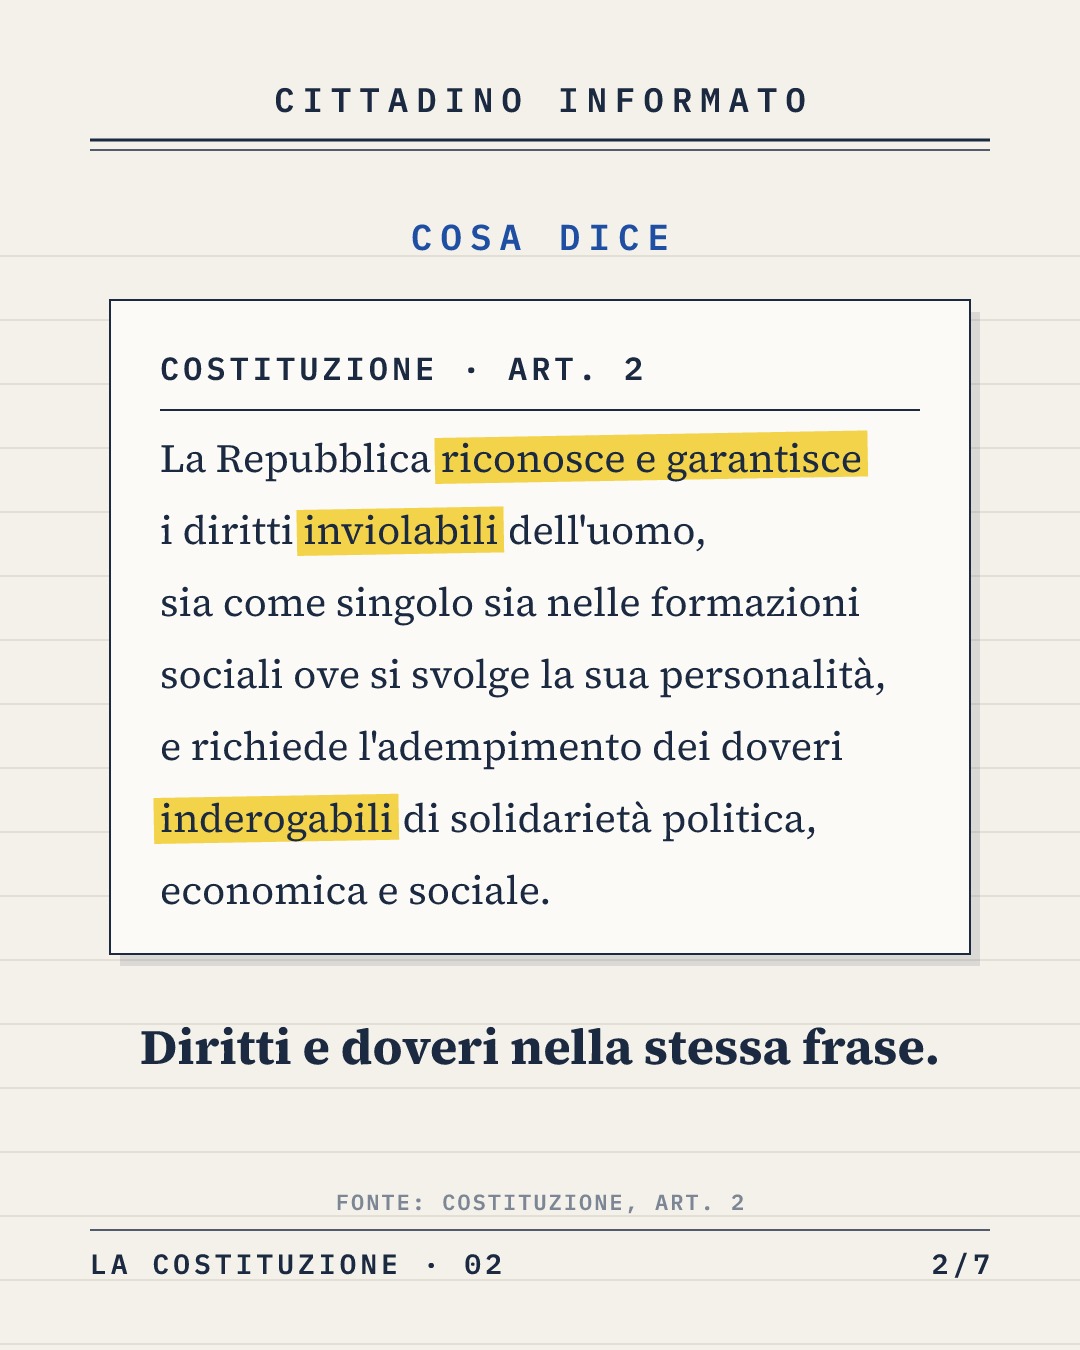 CITTADINO INFORMATO
COSA DICE
COSTITUZIONE · ART. 2
La Repubblica riconosce e garantisce
i diritti inviolabili dell'uomo,
sia come singolo sia nelle formazioni
sociali ove si svolge la sua personalità,
e richiede l'adempimento dei doveri
inderogabili di solidarietà politica,
economica e sociale.
Diritti e doveri nella stessa frase.
FONTE: COSTITUZIONE, ART. 2
LA COSTITUZIONE · 02
2/7